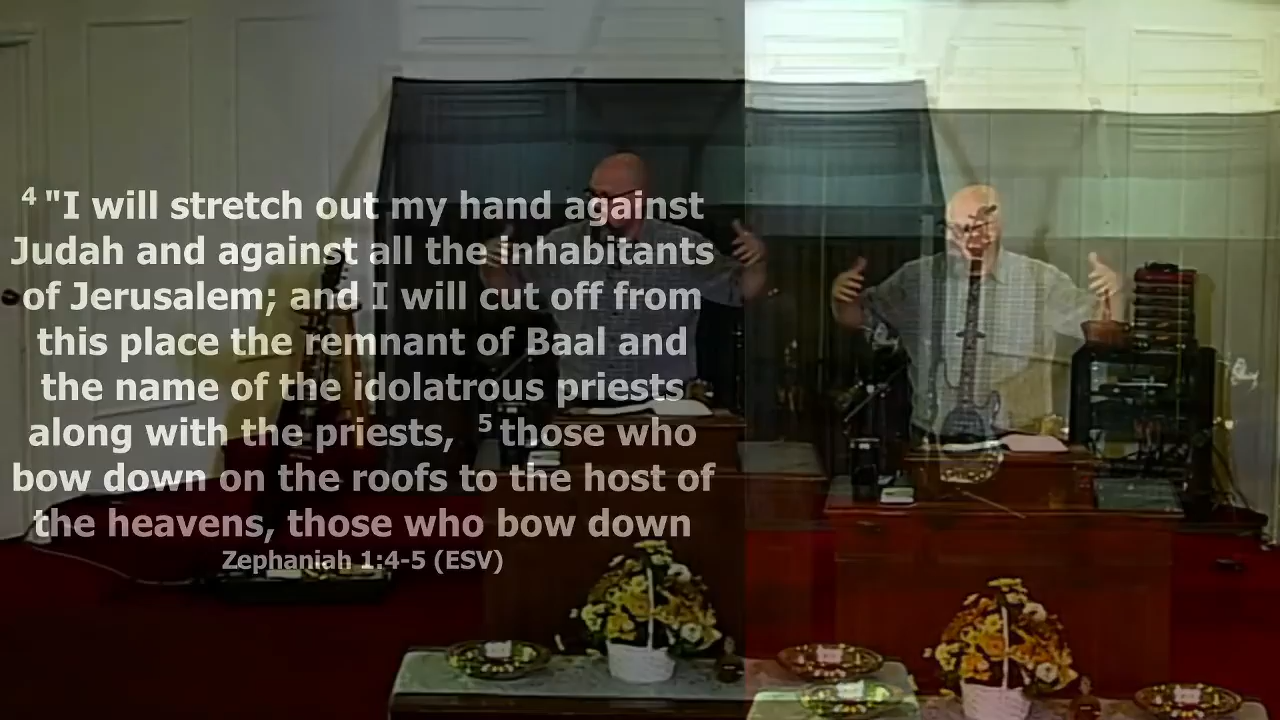 4 "I will stretch out my hand against
Judah and against all the inhabitants
of Jerusalem; and I will cut off from
this place the remnant of Baal and
the name of the idolatrous priests
along with the priests, 5 those who
bow down on the roofs to the host of
the heavens, those who bow down
Zephaniah 1:4-5 (ESV)